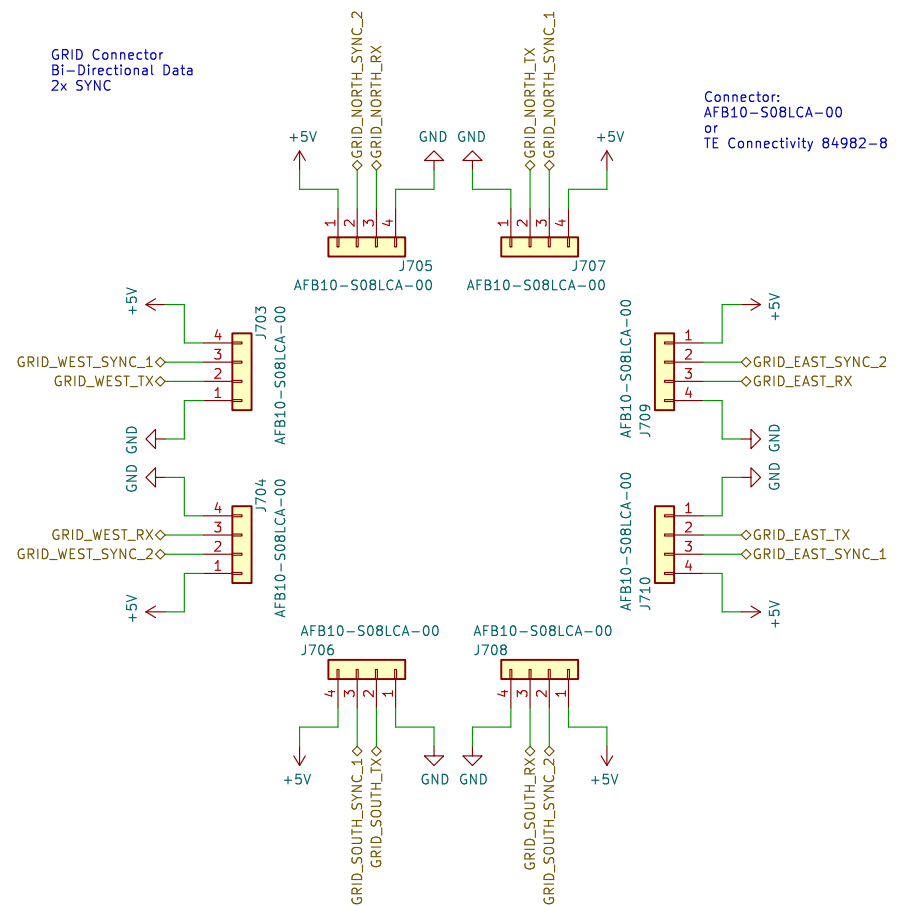 GRID Connector
Bi-Directional Data
2x SYNC
Connector:
AFB10-S08LCA-00
or
TE Connectivity 84982-8
GRID_NORTH_SYNC_2
GRID_NORTH_RX
GRID_NORTH_TX
GRID_NORTH_SYNC_1
+5V
GND
GND
+5V
1
2
3
4
1
2
3
4
J705
AFB10-S08LCA-00
J707
AFB10-S08LCA-00
+5V
4
GRID_WEST_SYNC_1
3
GRID_WEST_TX
2
1
GND
J703
AFB10-S08LCA-00
+5V
1
2
GRID_EAST_SYNC_2
3
GRID_EAST_RX
4
GND
J709
AFB10-S08LCA-00
GND
4
GRID_WEST_RX
3
GRID_WEST_SYNC_2
2
1
+5V
J704
AFB10-S08LCA-00
GND
1
2
GRID_EAST_TX
3
GRID_EAST_SYNC_1
4
+5V
J710
AFB10-S08LCA-00
AFB10-S08LCA-00
J706
AFB10-S08LCA-00
J708
4
3
2
1
4
3
2
1
+5V
GND
GND
+5V
GRID_SOUTH_SYNC_1
GRID_SOUTH_TX
GRID_SOUTH_RX
GRID_SOUTH_SYNC_2